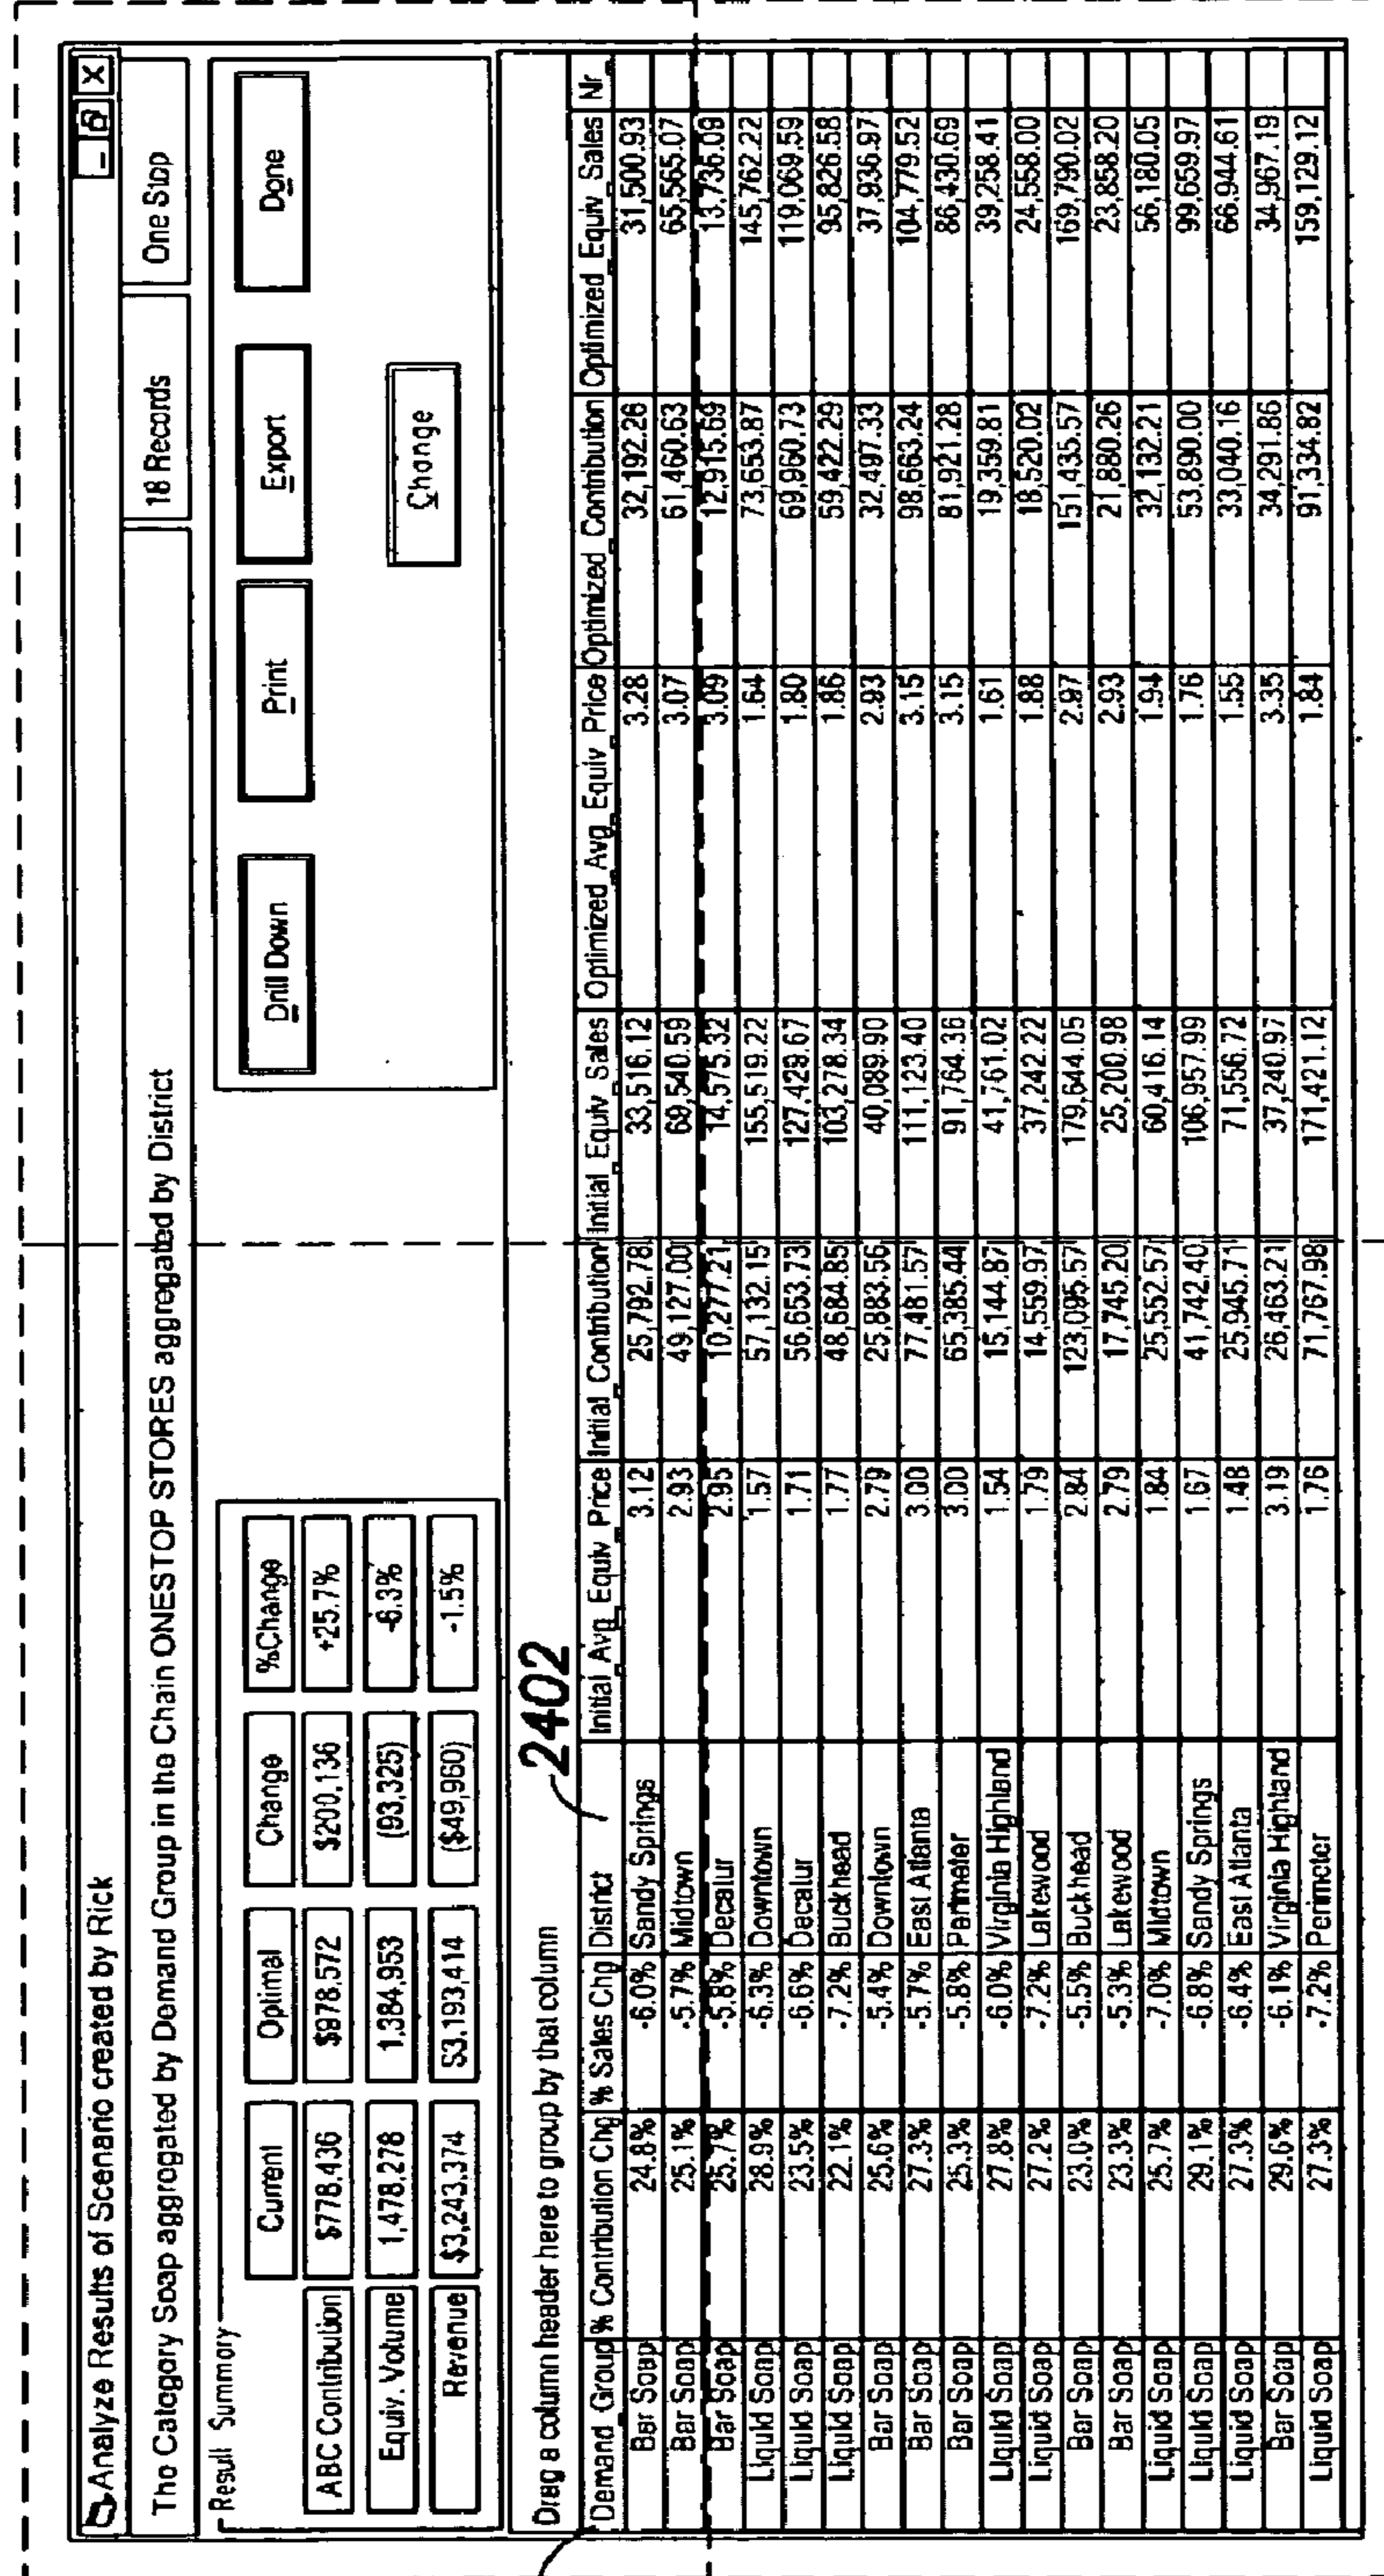 Analyze Results of Scenario created by Rick
The Category Soap aggrogated by Demand Group in the Chain ONESTOP STORES aggregated by District
18 Records
One Stop
Result Summary
Current Optimal Change %Change
ABC Contribution $778,436 $978,572 $200,136 +25.7%
Equiv. Volume 1,478,278 1,384,953 (93,325) -6.3%
Revenue $3,243,374 $3,193,414 ($49,960) -1.5%
Drill Down Print Export Done
Change
Drag a column header here to group by that column
2402
Demand_Group % Contribution Chg % Sales Chg District Initial_Avg_Equiv_Price Initial_Contribution Initial_Equiv_Sales Optimized_Avg_Equiv_Price Optimized_Contribution Optimized_Equiv_Sales Nr_
Bar Soap 24.8% -6.0% Sandy Springs 3.12 25,792.78 33,516.12 3.28 32,192.26 31,500.93
Bar Soap 25.1% -5.7% Midtown 2.93 49,127.00 69,540.59 3.07 61,460.63 65,565.07
Bar Soap 25.7% -5.8% Decatur 2.95 10,277.21 14,575.32 3.09 12,915.69 13,736.09
Liquid Soap 28.9% -6.3% Downtown 1.57 57,132.15 155,519.22 1.64 73,653.87 145,762.22
Liquid Soap 23.5% -6.6% Decatur 1.71 56,653.73 127,429.67 1.80 69,960.73 119,069.59
Liquid Soap 22.1% -7.2% Buckhead 1.77 48,684.85 103,278.34 1.86 59,422.29 95,826.58
Bar Soap 25.6% -5.4% Downtown 2.79 25,883.56 40,089.90 2.93 32,497.33 37,936.97
Bar Soap 27.3% -5.7% East Atlanta 3.00 77,481.57 111,123.40 3.15 98,663.24 104,779.52
Bar Soap 25.3% -5.8% Perimeter 3.00 65,385.44 91,764.36 3.15 81,921.28 86,430.69
Liquid Soap 27.8% -6.0% Virginia Highland 1.54 15,144.87 41,761.02 1.61 19,359.81 39,258.41
Liquid Soap 27.2% -7.2% Lakewood 1.79 14,559.97 37,242.22 1.88 18,520.02 24,558.00
Bar Soap 23.0% -5.5% Buckhead 2.84 123,095.57 179,644.05 2.97 151,435.57 169,790.02
Bar Soap 23.3% -5.3% Lakewood 2.79 17,745.20 25,200.98 2.93 21,880.26 23,858.20
Liquid Soap 25.7% -7.0% Midtown 1.84 25,552.57 60,416.14 1.94 32,132.21 56,180.05
Liquid Soap 29.1% -6.8% Sandy Springs 1.67 41,742.40 106,957.99 1.76 53,890.00 99,659.97
Liquid Soap 27.3% -6.4% East Atlanta 1.48 25,945.71 71,556.72 1.55 33,040.16 66,944.61
Bar Soap 29.6% -6.1% Virginia Highland 3.19 26,463.21 37,240.97 3.35 34,291.86 34,967.19
Liquid Soap 27.3% -7.2% Perimeter 1.76 71,767.98 171,421.12 1.84 91,334.82 159,129.12